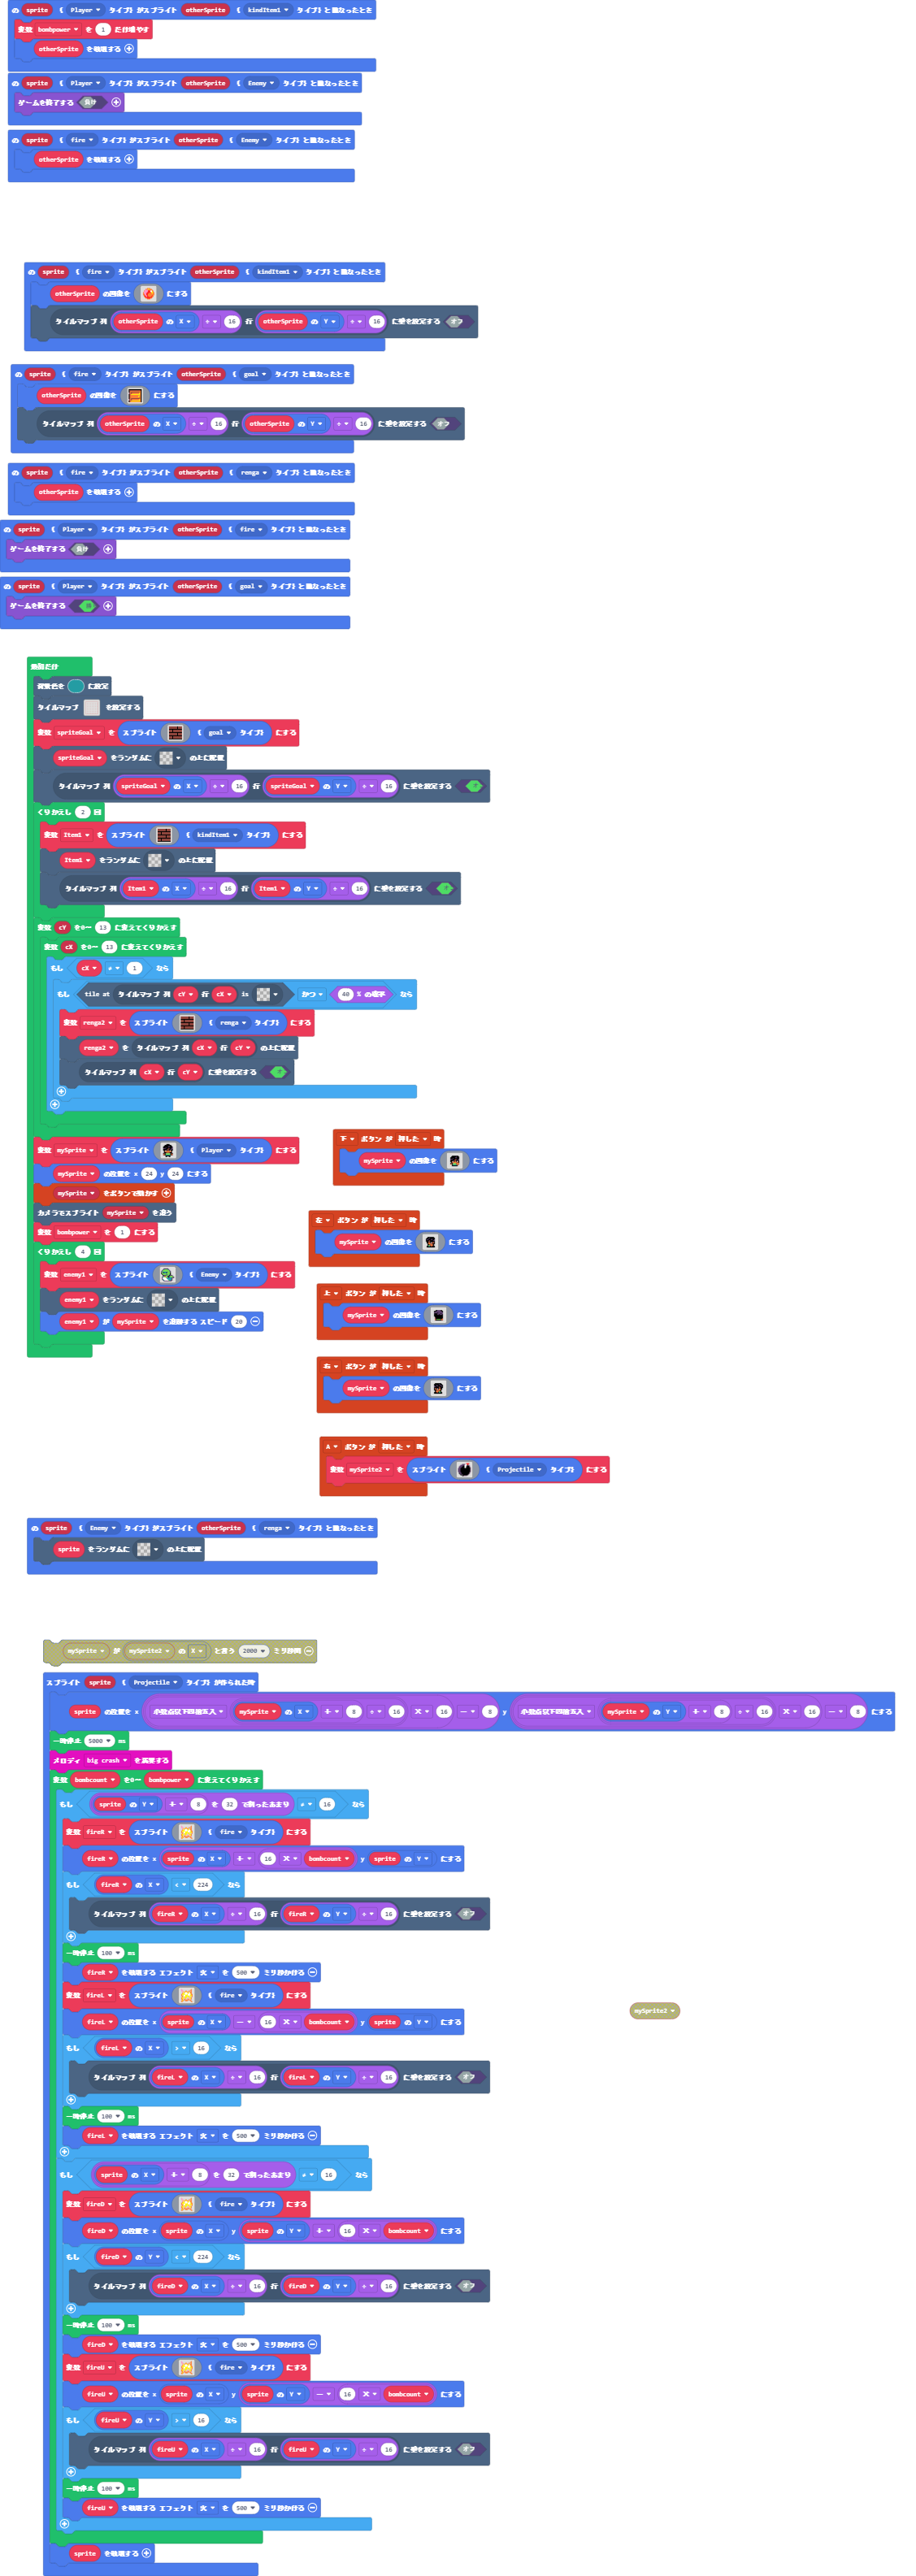 の sprite ( Player タイプ) がスプライト otherSprite ( kindItem1 タイプ) と重なったとき
変数 bombpower を 1 だけ増やす
otherSprite を破壊する
の sprite ( Player タイプ) がスプライト otherSprite ( Enemy タイプ) と重なったとき
ゲームを終了する 負け
の sprite ( fire タイプ) がスプライト otherSprite ( Enemy タイプ) と重なったとき
otherSprite を破壊する
の sprite ( fire タイプ) がスプライト otherSprite ( kindItem1 タイプ) と重なったとき
otherSprite の画像を にする
タイルマップ 列 otherSprite の X ÷ 16 行 otherSprite の Y ÷ 16 に壁を設定する オフ
の sprite ( fire タイプ) がスプライト otherSprite ( goal タイプ) と重なったとき
otherSprite の画像を にする
タイルマップ 列 otherSprite の X ÷ 16 行 otherSprite の Y ÷ 16 に壁を設定する オフ
の sprite ( fire タイプ) がスプライト otherSprite ( renga タイプ) と重なったとき
otherSprite を破壊する
の sprite ( Player タイプ) がスプライト otherSprite ( fire タイプ) と重なったとき
ゲームを終了する 負け
の sprite ( Player タイプ) がスプライト otherSprite ( goal タイプ) と重なったとき
ゲームを終了する
最初だけ
背景色を に設定
タイルマップ を設定する
変数 spriteGoal を スプライト ( goal タイプ) にする
spriteGoal をランダムに の上に配置
タイルマップ 列 spriteGoal の X ÷ 16 行 spriteGoal の Y ÷ 16 に壁を設定する
くりかえし 2 回
変数 Item1 を スプライト ( kindItem1 タイプ) にする
Item1 をランダムに の上に配置
タイルマップ 列 Item1 の X ÷ 16 行 Item1 の Y ÷ 16 に壁を設定する
変数 cY を0〜 13 に変えてくりかえす
変数 cX を0〜 13 に変えてくりかえす
もし cX ≠ 1 なら
もし tile at タイルマップ 列 cY 行 cX is かつ 40 % の確率 なら
変数 renga2 を スプライト ( renga タイプ) にする
renga2 を タイルマップ 列 cX 行 cY の上に配置
タイルマップ 列 cX 行 cY に壁を設定する
変数 mySprite を スプライト ( Player タイプ) にする
mySprite の位置を x 24 y 24 にする
mySprite をボタンで動かす
カメラでスプライト mySprite を追う
変数 bombpower を 1 にする
くりかえし 4 回
変数 enemy1 を スプライト ( Enemy タイプ) にする
enemy1 をランダムに の上に配置
enemy1 が mySprite を追跡する スピード 20
下 ボタン が 押した 時
mySprite の画像を にする
左 ボタン が 押した 時
mySprite の画像を にする
上 ボタン が 押した 時
mySprite の画像を にする
右 ボタン が 押した 時
mySprite の画像を にする
A ボタン が 押した 時
変数 mySprite2 を スプライト ( Projectile タイプ) にする
の sprite ( Enemy タイプ) がスプライト otherSprite ( renga タイプ) と重なったとき
sprite をランダムに の上に配置
mySprite が mySprite2 の X と言う 2000 ミリ秒間
スプライト sprite ( Projectile タイプ) が作られた時
sprite の位置を x 小数点以下四捨五入 mySprite の X + 8 ÷ 16 × 16 − 8 y 小数点以下四捨五入 mySprite の Y + 8 ÷ 16 × 16 − 8 にする
一時停止 5000 ms
メロディ big crash を演奏する
変数 bombcount を0〜 bombpower に変えてくりかえす
もし sprite の Y + 8 を 32 で割ったあまり ≠ 16 なら
変数 fireR を スプライト ( fire タイプ) にする
fireR の位置を x sprite の X + 16 × bombcount y sprite の Y にする
もし fireR の X < 224 なら
タイルマップ 列 fireR の X ÷ 16 行 fireR の Y ÷ 16 に壁を設定する オフ
一時停止 100 ms
fireR を破壊する エフェクト 火 を 500 ミリ秒かける
変数 fireL を スプライト ( fire タイプ) にする
fireL の位置を x sprite の X − 16 × bombcount y sprite の Y にする
mySprite2
もし fireL の X > 16 なら
タイルマップ 列 fireL の X ÷ 16 行 fireL の Y ÷ 16 に壁を設定する オフ
一時停止 100 ms
fireL を破壊する エフェクト 火 を 500 ミリ秒かける
もし sprite の X + 8 を 32 で割ったあまり ≠ 16 なら
変数 fireD を スプライト ( fire タイプ) にする
fireD の位置を x sprite の X y sprite の Y + 16 × bombcount にする
もし fireD の Y < 224 なら
タイルマップ 列 fireD の X ÷ 16 行 fireD の Y ÷ 16 に壁を設定する オフ
一時停止 100 ms
fireD を破壊する エフェクト 火 を 500 ミリ秒かける
変数 fireU を スプライト ( fire タイプ) にする
fireU の位置を x sprite の X y sprite の Y − 16 × bombcount にする
もし fireU の Y > 16 なら
タイルマップ 列 fireU の X ÷ 16 行 fireU の Y ÷ 16 に壁を設定する オフ
一時停止 100 ms
fireU を破壊する エフェクト 火 を 500 ミリ秒かける
sprite を破壊する